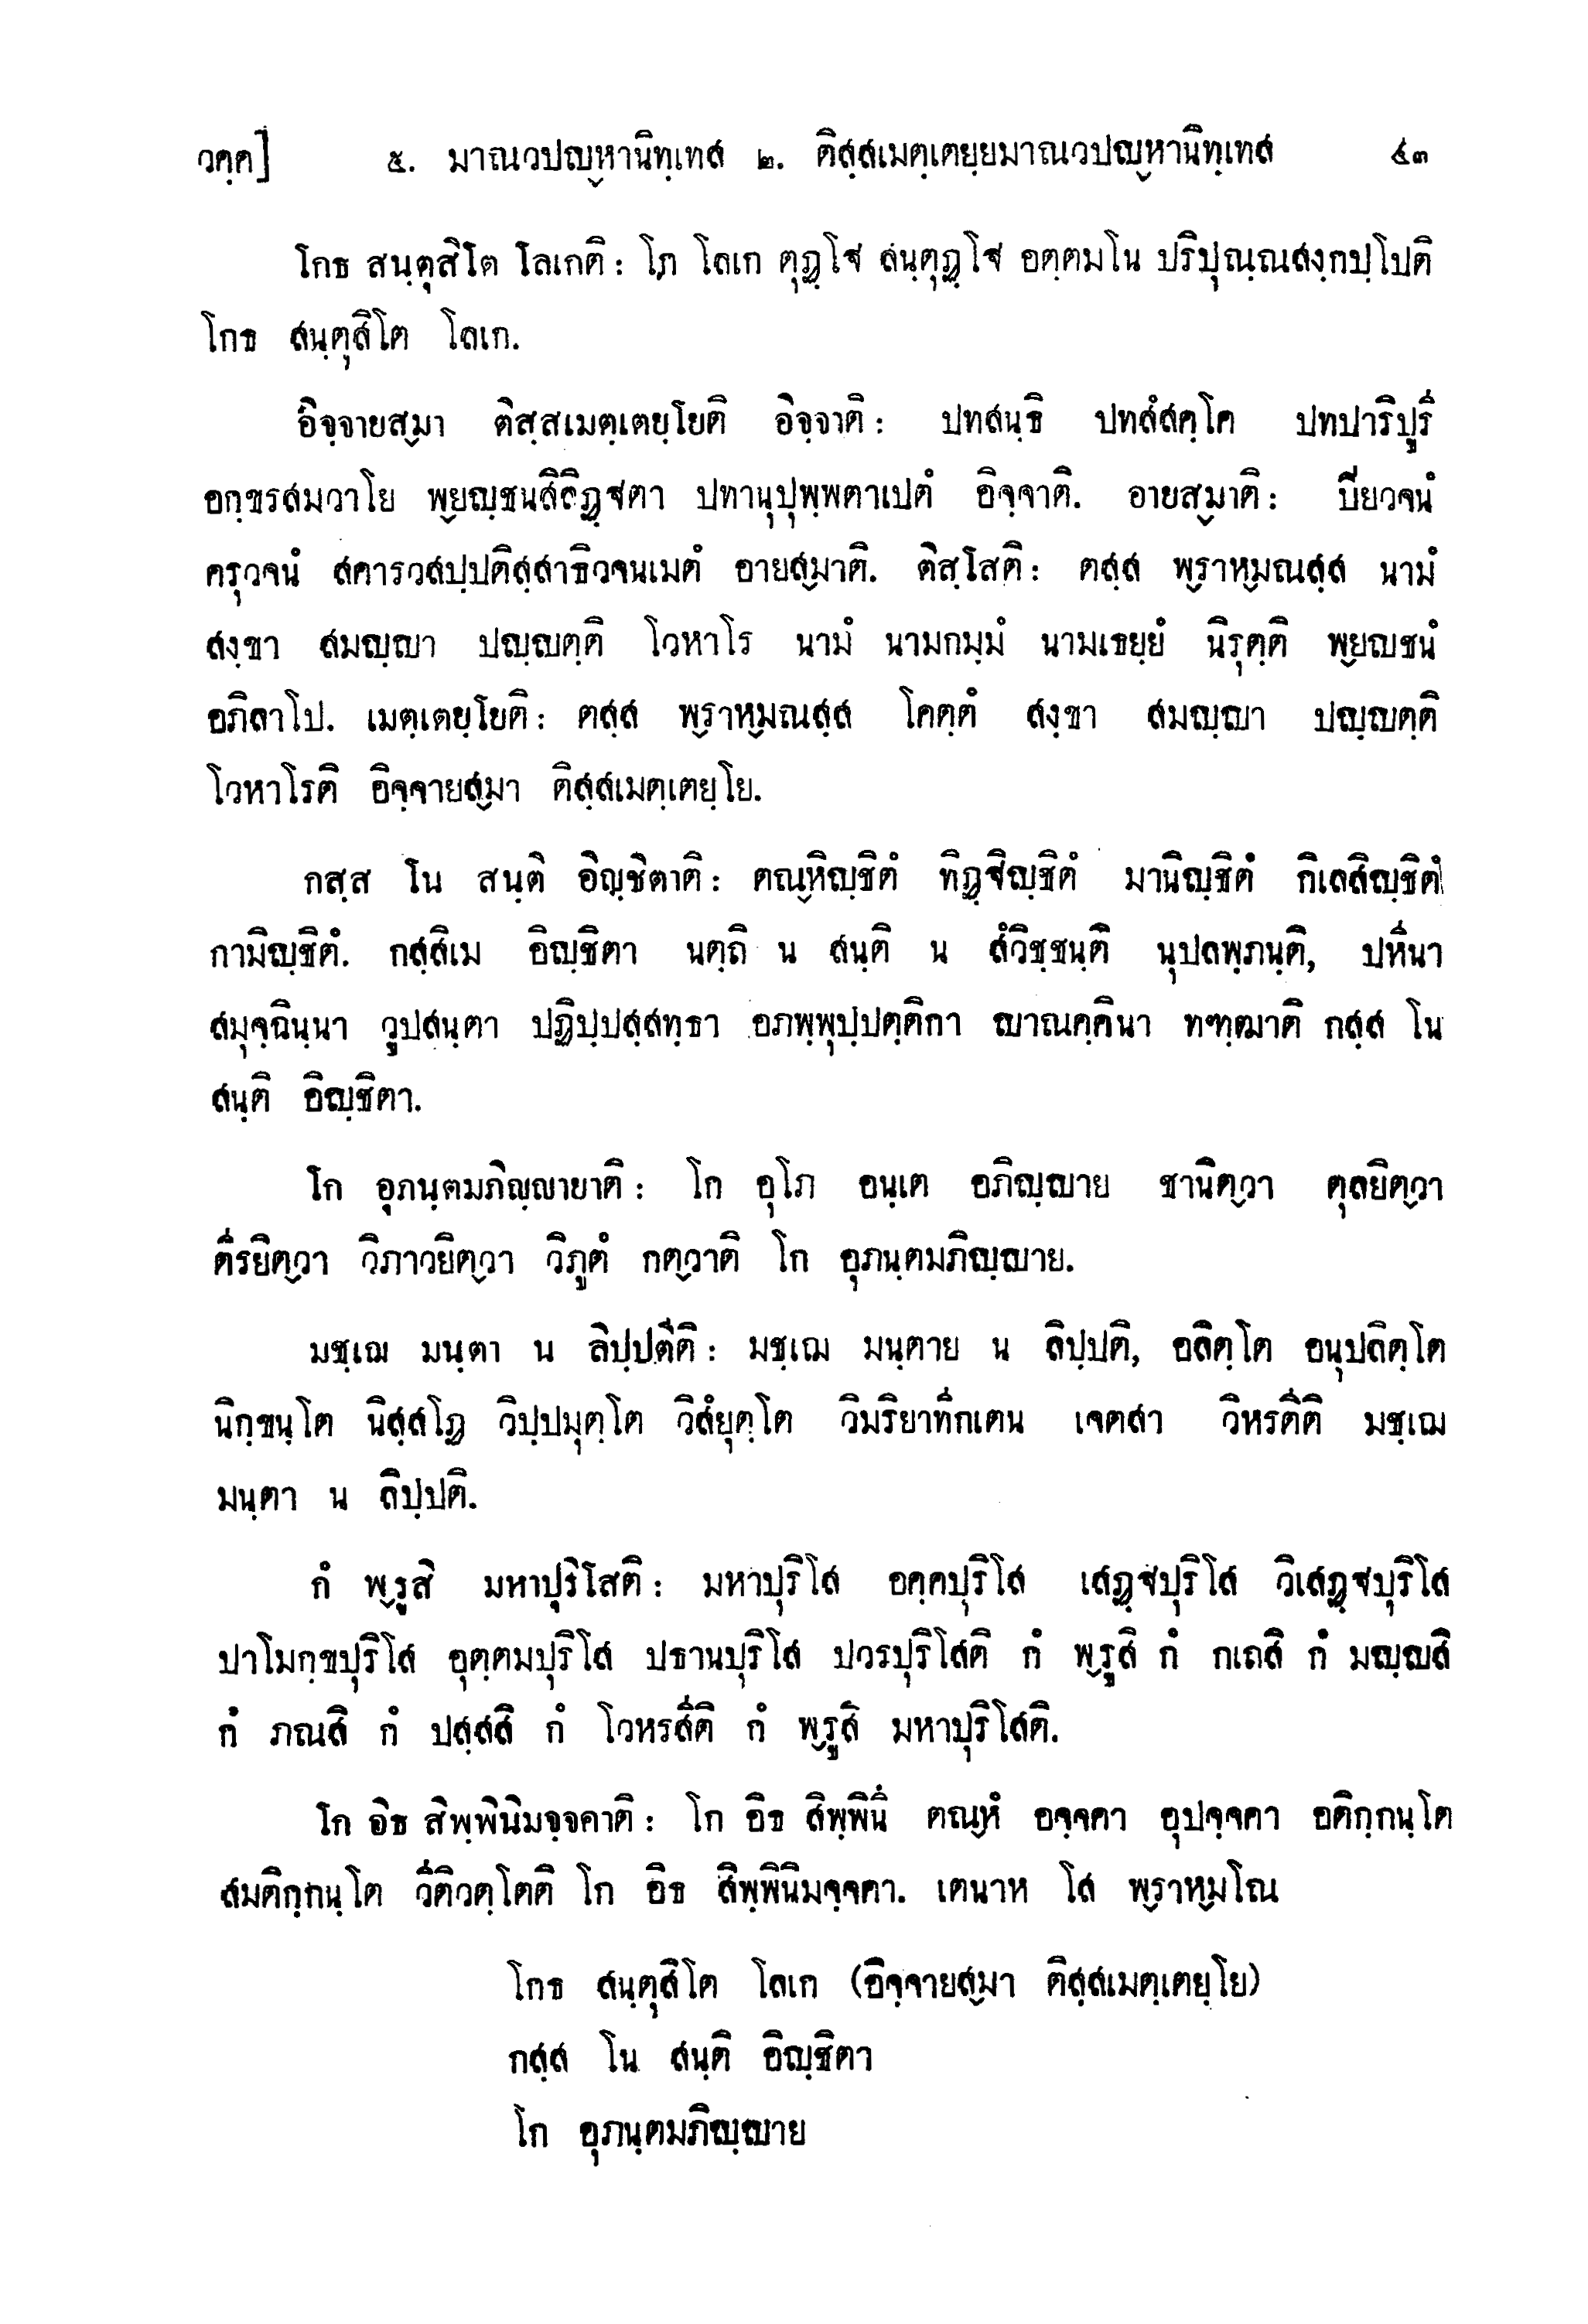 วคฺค]	๕. มาณวปญฺหานิทฺเทส ๒. ติสฺสเมตฺเตยฺยมาณวปญฺหานิทฺเทส	๔๓
โกธ สนฺตุสิโต โลเกติ: โก โลเก ตุฏฺโฐ สนฺตุฏฺโฐ อตฺตมโน ปริปุณฺณสงฺกปฺโปติ
โกธ สนฺตุสิโต โลเก.
อิจฺจายสฺมา ติสฺสเมตฺเตยฺโยติ อิจฺจาติ: ปทสนฺธิ ปทสํสคฺโค ปทปาริปูริ
อกฺขรสมวาโย พฺยญฺชนสิลิฏฺฐตา ปทานุปุพฺพตาเปตํ อิจฺจาติ. อายสฺมาติ: ปิยวจนํ
ครุวจนํ สคารวสปฺปติสฺสาธิวจนเมตํ อายสฺมาติ. ติสฺโสติ: ตสฺส พฺราหฺมณสฺส นามํ
สงฺขา สมญฺญา ปญฺญตฺติ โวหาโร นามํ นามกมฺมํ นามเธยฺยํ นิรุตฺติ พฺยญชนํ
อภิลาโป. เมตฺเตยฺโยติ: ตสฺส พฺราหฺมณสฺส โคตฺตํ สงฺขา สมญฺญา ปญฺญตฺติ
โวหาโรติ อิจฺจายสฺมา ติสฺสเมตฺเตยฺโย.
กสฺส โน สนฺติ อิญฺชิตาติ: ตณฺหิญฺชิตํ ทิฏฺฐิญฺชิตํ มานิญฺชิตํ กิเลสิญฺชิตํ
กามิญฺชิตํ. กสฺสิเม อิญฺชิตา นตฺถิ น สนฺติ น สํวิชฺชนฺติ นุปลพฺภนฺติ, ปหีนา
สมุจฺฉินฺนา วูปสนฺตา ปฏิปฺปสฺสทฺธา อภพฺพุปฺปตฺติกา ญาณคฺคินา ทฑฺฒาติ กสฺส โน
สนฺติ อิญฺชิตา.
โก อุภนฺตมภิญฺญายาติ: โก อุโภ อนฺเต อภิญฺญาย ชานิตฺวา ตุลยิตฺวา
ตีรยิตฺวา วิภาวยิตฺวา วิภูตํ กตฺวาติ โก อุภนฺตมภิญฺญาย.
มชฺเฌ มนฺตา น ลิปฺปตีติ: มชฺเฌ มนฺตาย น ลิปฺปติ, อลิตฺโต อนุปลิตฺโต
นิกฺขนฺโต นิสฺสโฏ วิปฺปมุตฺโต วิสํยุตฺโต วิมริยาทีกเตน เจตสา วิหรตีติ มชฺเฌ
มนฺตา น ลิปฺปติ.
กํ พฺรูสิ มหาปุริโสติ: มหาปุริโส อคฺคปุริโส เสฏฺฐปุริโส วิเสฏฺฐปุริโส
ปาโมกฺขปุริโส อุตฺตมปุริโส ปธานปุริโส ปวรปุริโสติ กํ พฺรูสิ กํ กเถสิ กํ มญฺญสิ
กํ ภณสิ กํ ปสฺสสิ กํ โวหรสีติ กํ พฺรูสิ มหาปุริโสติ.
โก อิธ สิพฺพินิมจฺจคาติ: โก อิธ สิพฺพินึ ตณฺหํ อจฺจคา อุปจฺจคา อติกฺกนฺโต
สมติกฺกนฺโต วีติวตฺโตติ โก อิธ สิพฺพินิมจฺจคา. เตนาห โส พฺราหฺมโณ
โกธ สนฺตุสิโต โลเก (อิจฺจายสฺมา ติสฺสเมตฺเตยฺโย)
กสฺส โน สนฺติ อิญฺชิตา
โก อุภนฺตมภิญฺญาย